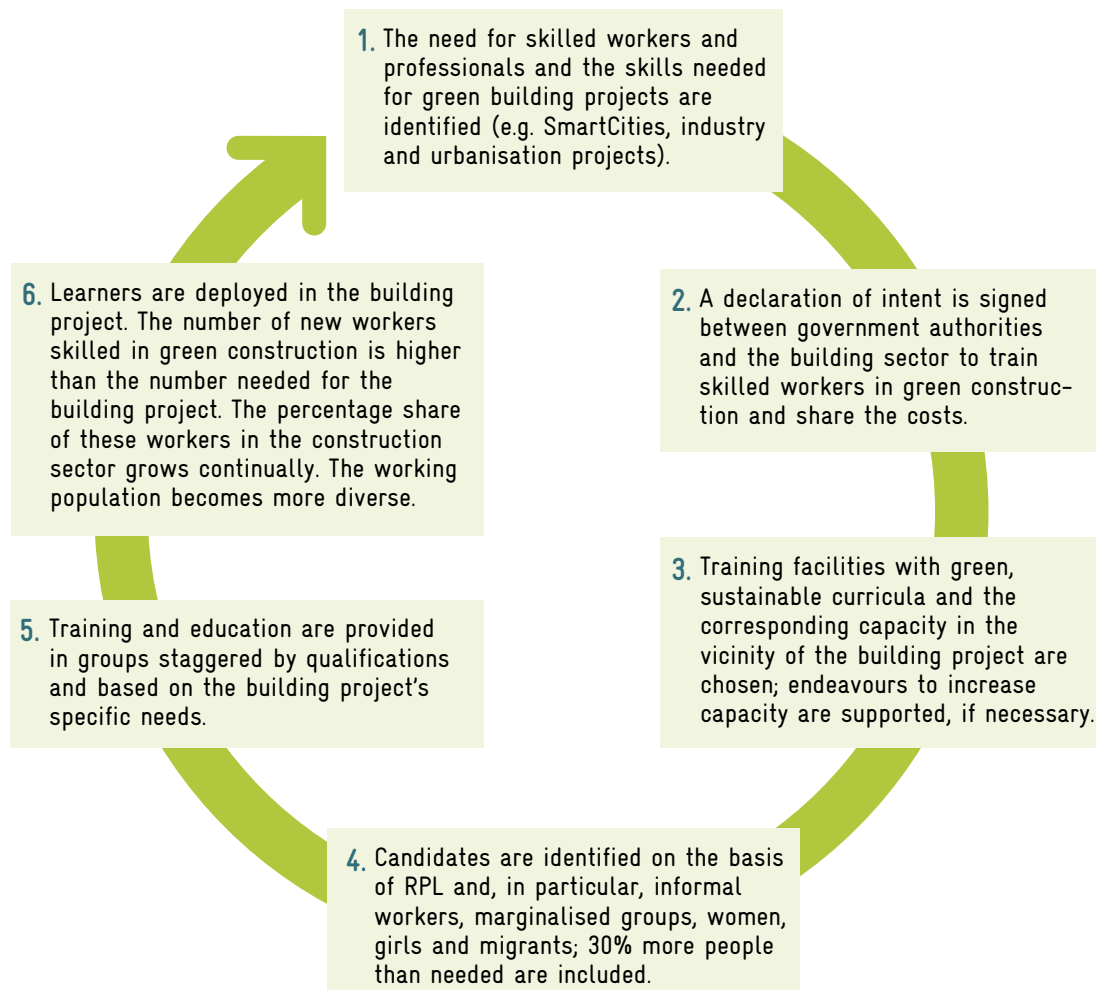 1. The need for skilled workers and
professionals and the skills needed
for green building projects are
identified (e.g. SmartCities, industry
and urbanisation projects).
2. A declaration of intent is signed
between government authorities
and the building sector to train
skilled workers in green construc-
tion and share the costs.
3. Training facilities with green,
sustainable curricula and the
corresponding capacity in the
vicinity of the building project are
chosen; endeavours to increase
capacity are supported, if necessary.
4. Candidates are identified on the basis
of RPL and, in particular, informal
workers, marginalised groups, women,
girls and migrants; 30% more people
than needed are included.
5. Training and education are provided
in groups staggered by qualifications
and based on the building project's
specific needs.
6. Learners are deployed in the building
project. The number of new workers
skilled in green construction is higher
than the number needed for the
building project. The percentage share
of these workers in the construction
sector grows continually. The working
population becomes more diverse.